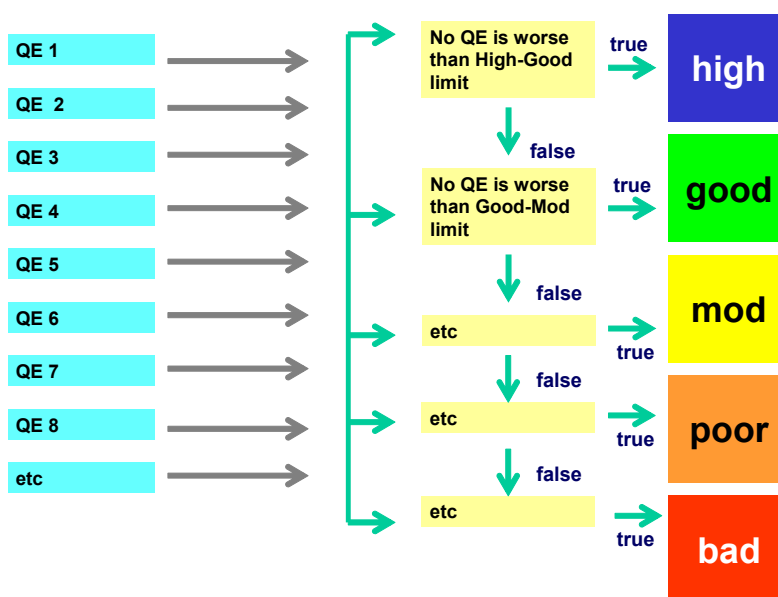 QE 1
QE 2
QE 3
QE 4
QE 5
QE 6
QE 7
QE 8
etc
No QE is worse
than High-Good
limit
true
high
false
No QE is worse
than Good-Mod
limit
true
good
false
etc
true
mod
false
etc
true
poor
false
etc
true
bad